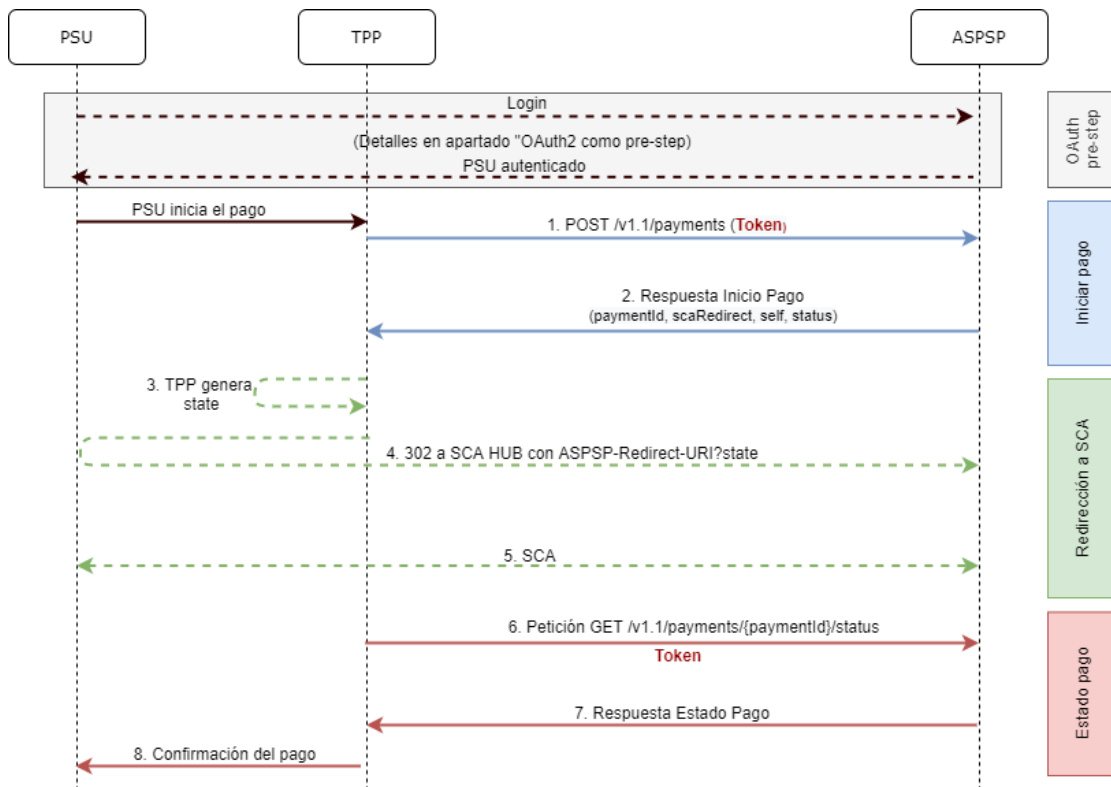 PSU
TPP
ASPSP
Login
(Detalles en apartado "OAuth2 como pre-step)
PSU autenticado
OAuth
pre-step
PSU inicia el pago
1. POST /v1.1/payments (Token)
2. Respuesta Inicio Pago
(paymentId, scaRedirect, self, status)
Iniciar pago
3. TPP genera
state
4. 302 a SCA HUB con ASPSP-Redirect-URI?state
5. SCA
Redirección a SCA
6. Petición GET /v1.1/payments/{paymentId}/status
Token
7. Respuesta Estado Pago
8. Confirmación del pago
Estado pago